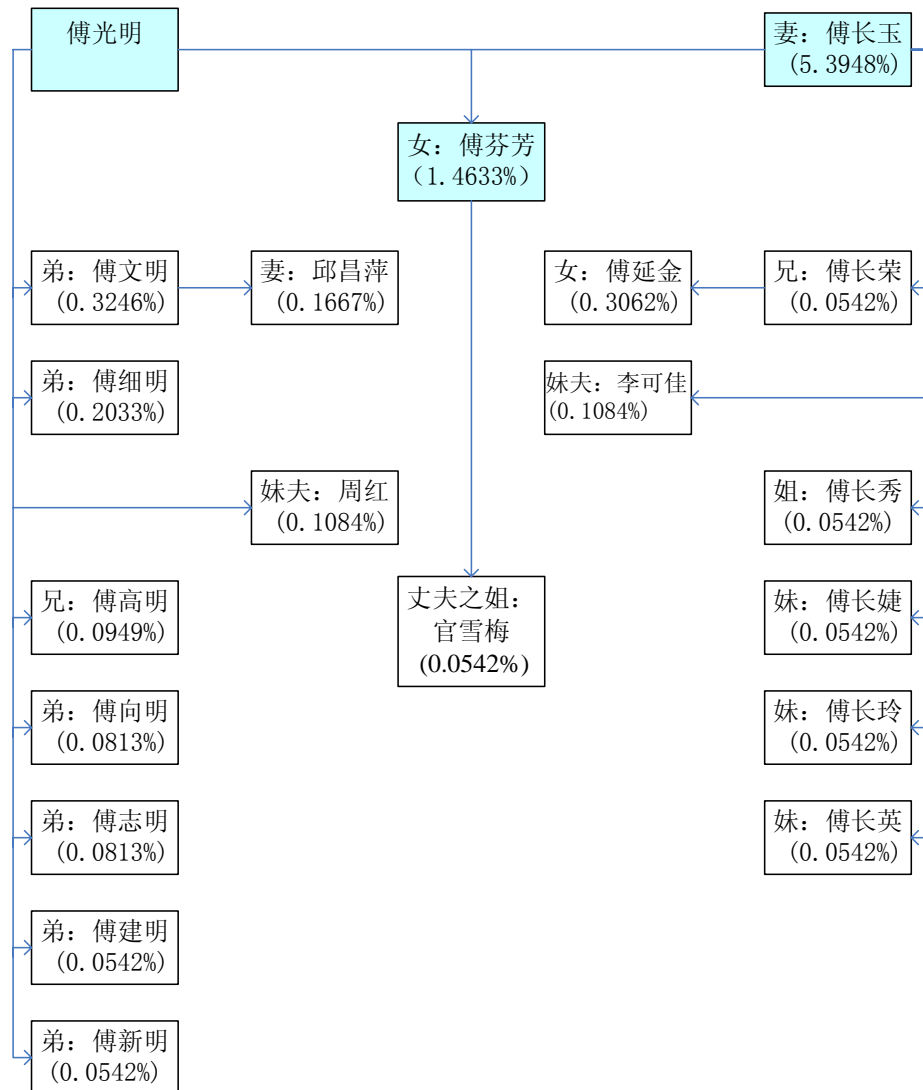 傅光明
妻：傅长玉
(5.3948%)
女：傅芬芳
（1.4633%）
弟：傅文明
(0.3246%)
妻：邱昌萍
(0.1667%)
女：傅延金
(0.3062%)
兄：傅长荣
(0.0542%)
弟：傅细明
(0.2033%)
妹夫：李可佳
(0.1084%)
妹夫：周红
(0.1084%)
姐：傅长秀
(0.0542%)
兄：傅高明
(0.0949%)
丈夫之姐：
官雪梅
(0.0542%)
妹：傅长婕
(0.0542%)
弟：傅向明
(0.0813%)
妹：傅长玲
(0.0542%)
弟：傅志明
(0.0813%)
妹：傅长英
(0.0542%)
弟：傅建明
(0.0542%)
弟：傅新明
(0.0542%)